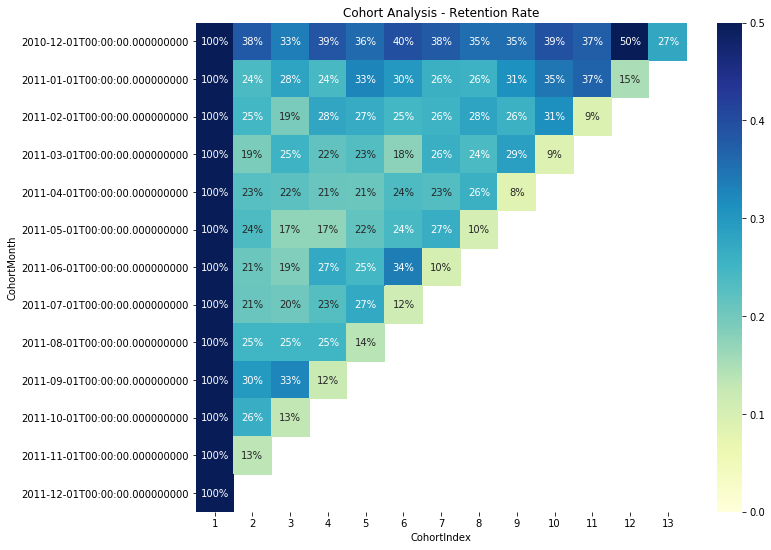 Cohort Analysis - Retention Rate
CohortMonth
2010-12-01T00:00:00.000000000 100% 38% 33% 39% 36% 40% 38% 35% 35% 39% 37% 50% 27%
2011-01-01T00:00:00.000000000 100% 24% 28% 24% 33% 30% 26% 26% 31% 35% 37% 15%
2011-02-01T00:00:00.000000000 100% 25% 19% 28% 27% 25% 26% 28% 26% 31% 9%
2011-03-01T00:00:00.000000000 100% 19% 25% 22% 23% 18% 26% 24% 29% 9%
2011-04-01T00:00:00.000000000 100% 23% 22% 21% 21% 24% 23% 26% 8%
2011-05-01T00:00:00.000000000 100% 24% 17% 17% 22% 24% 27% 10%
2011-06-01T00:00:00.000000000 100% 21% 19% 27% 25% 34% 10%
2011-07-01T00:00:00.000000000 100% 21% 20% 23% 27% 12%
2011-08-01T00:00:00.000000000 100% 25% 25% 25% 14%
2011-09-01T00:00:00.000000000 100% 30% 33% 12%
2011-10-01T00:00:00.000000000 100% 26% 13%
2011-11-01T00:00:00.000000000 100% 13%
2011-12-01T00:00:00.000000000 100%
1 2 3 4 5 6 7 8 9 10 11 12 13
CohortIndex
0.5
0.4
0.3
0.2
0.1
0.0